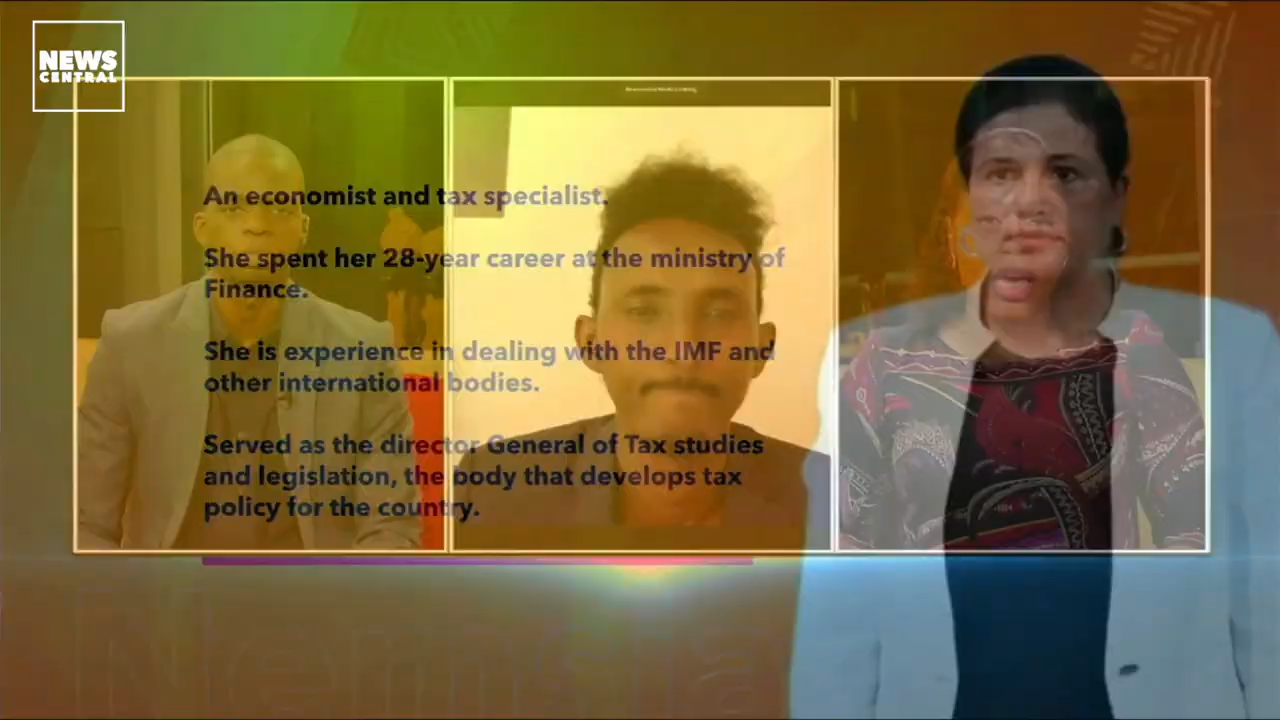 NEWS
CENTRAL
An economist and tax specialist.
She spent her 28-year career at the ministry of
Finance.
She is experience in dealing with the IMF and
other international bodies.
Served as the director General of Tax studies
and legislation, the body that develops tax
policy for the country.